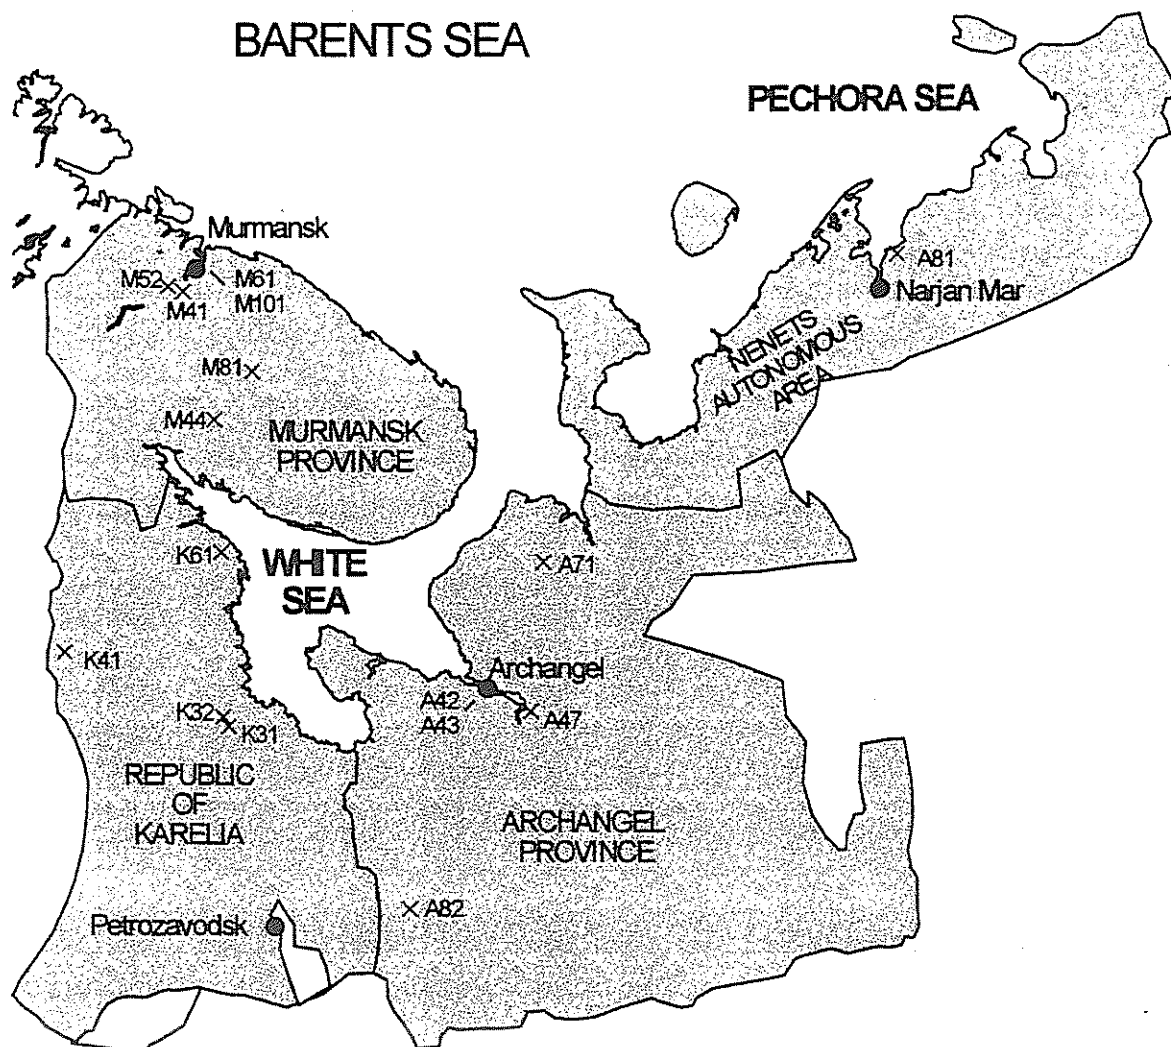 BARENTS SEA
PECHORA SEA
Murmansk
M52
M41
M61
M101
A81
Narjan Mar
NENETS
AUTONOMOUS
AREA
M81
M44
MURMANSK
PROVINCE
K61
WHITE
SEA
A71
K41
Archangel
A42
A43
A47
K32
K31
REPUBLIC
OF
KARELIA
ARCHANGEL
PROVINCE
A82
Petrozavodsk